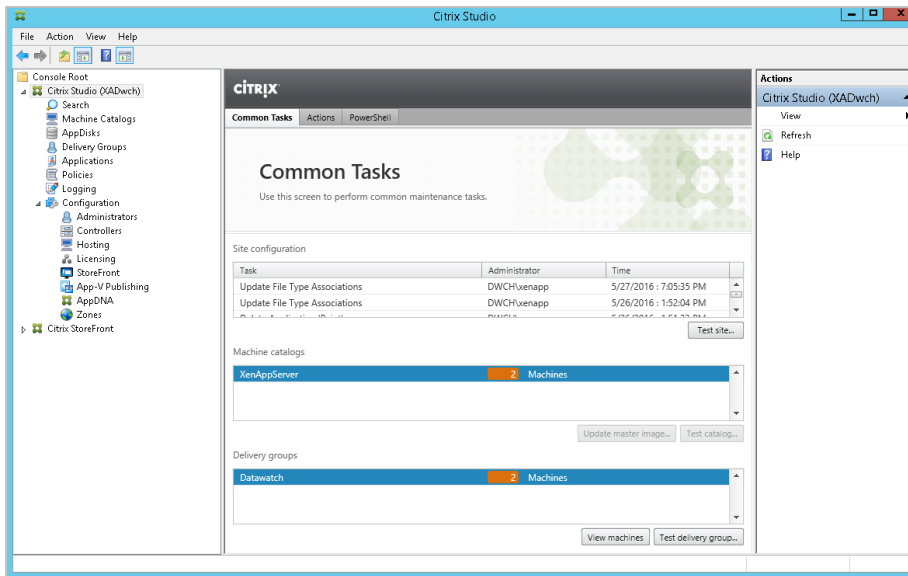 Citrix Studio
File Action View Help
Console Root
Citrix Studio (XADwch)
Search
Machine Catalogs
AppDisks
Delivery Groups
Applications
Policies
Logging
Configuration
Administrators
Controllers
Hosting
Licensing
StoreFront
App-V Publishing
AppDNA
Zones
Citrix StoreFront
CITRIX
Common Tasks Actions PowerShell
Common Tasks
Use this screen to perform common maintenance tasks.
Site configuration
Task Administrator Time
Update File Type Associations DWCH\xenapp 5/27/2016 : 7:05:35 PM
Update File Type Associations DWCH\xenapp 5/26/2016 : 1:52:04 PM
Test site...
Machine catalogs
XenAppServer 2 Machines
Update master image... Test catalog...
Delivery groups
Datawatch 2 Machines
View machines Test delivery group...
Actions
Citrix Studio (XADwch)
View
Refresh
Help